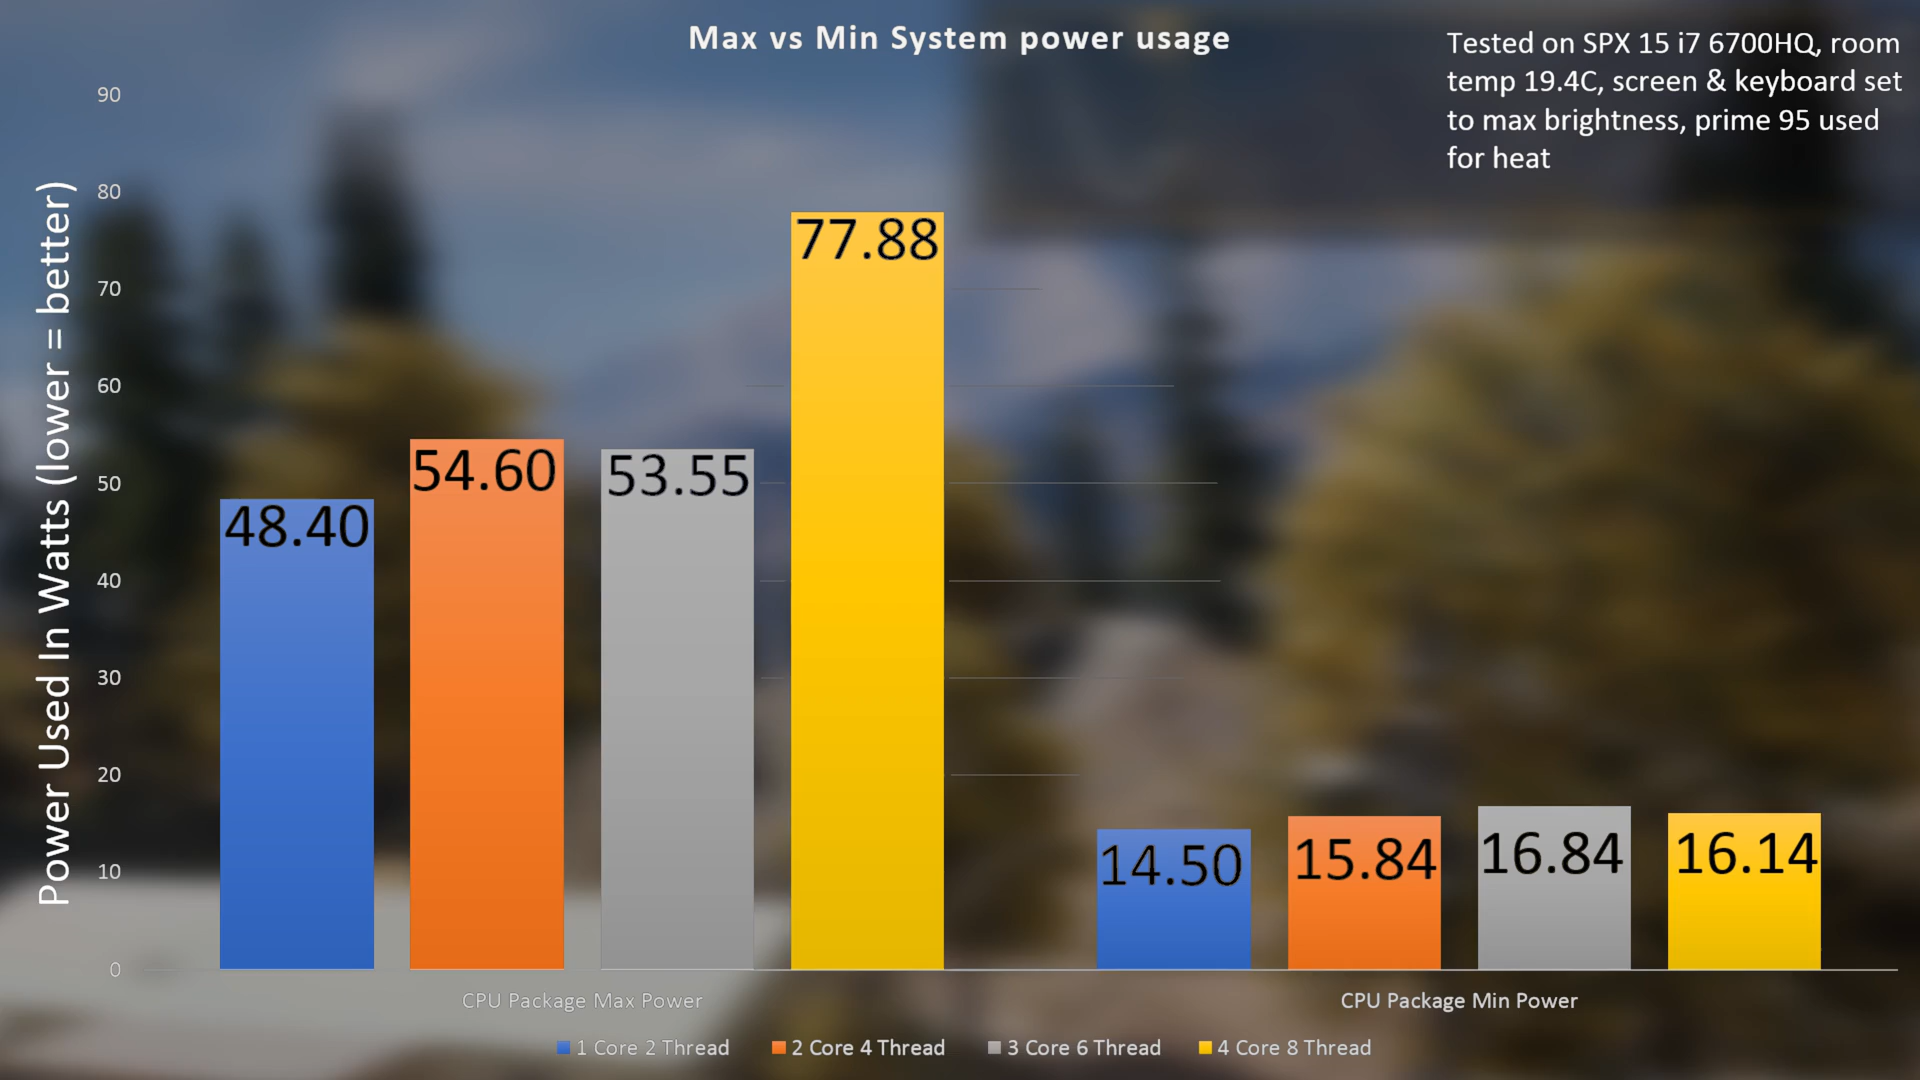 Max vs Min System power usage
Tested on SPX 15 i7 6700HQ, room
temp 19.4C, screen & keyboard set
to max brightness, prime 95 used
for heat
Power Used In Watts (lower = better)
90
80
70
60
50
40
30
20
10
0
48.40
54.60
53.55
77.88
14.50
15.84
16.84
16.14
CPU Package Max Power
CPU Package Min Power
1 Core 2 Thread
2 Core 4 Thread
3 Core 6 Thread
4 Core 8 Thread